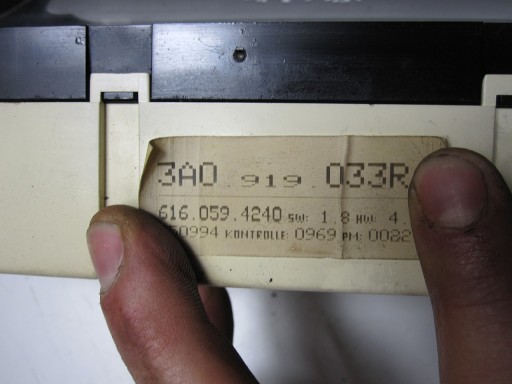 3A0 919 033R
616.059.4240 SW: 1.8 HW: 4.
50994 KONTROLLE: 0969 PM: 0022